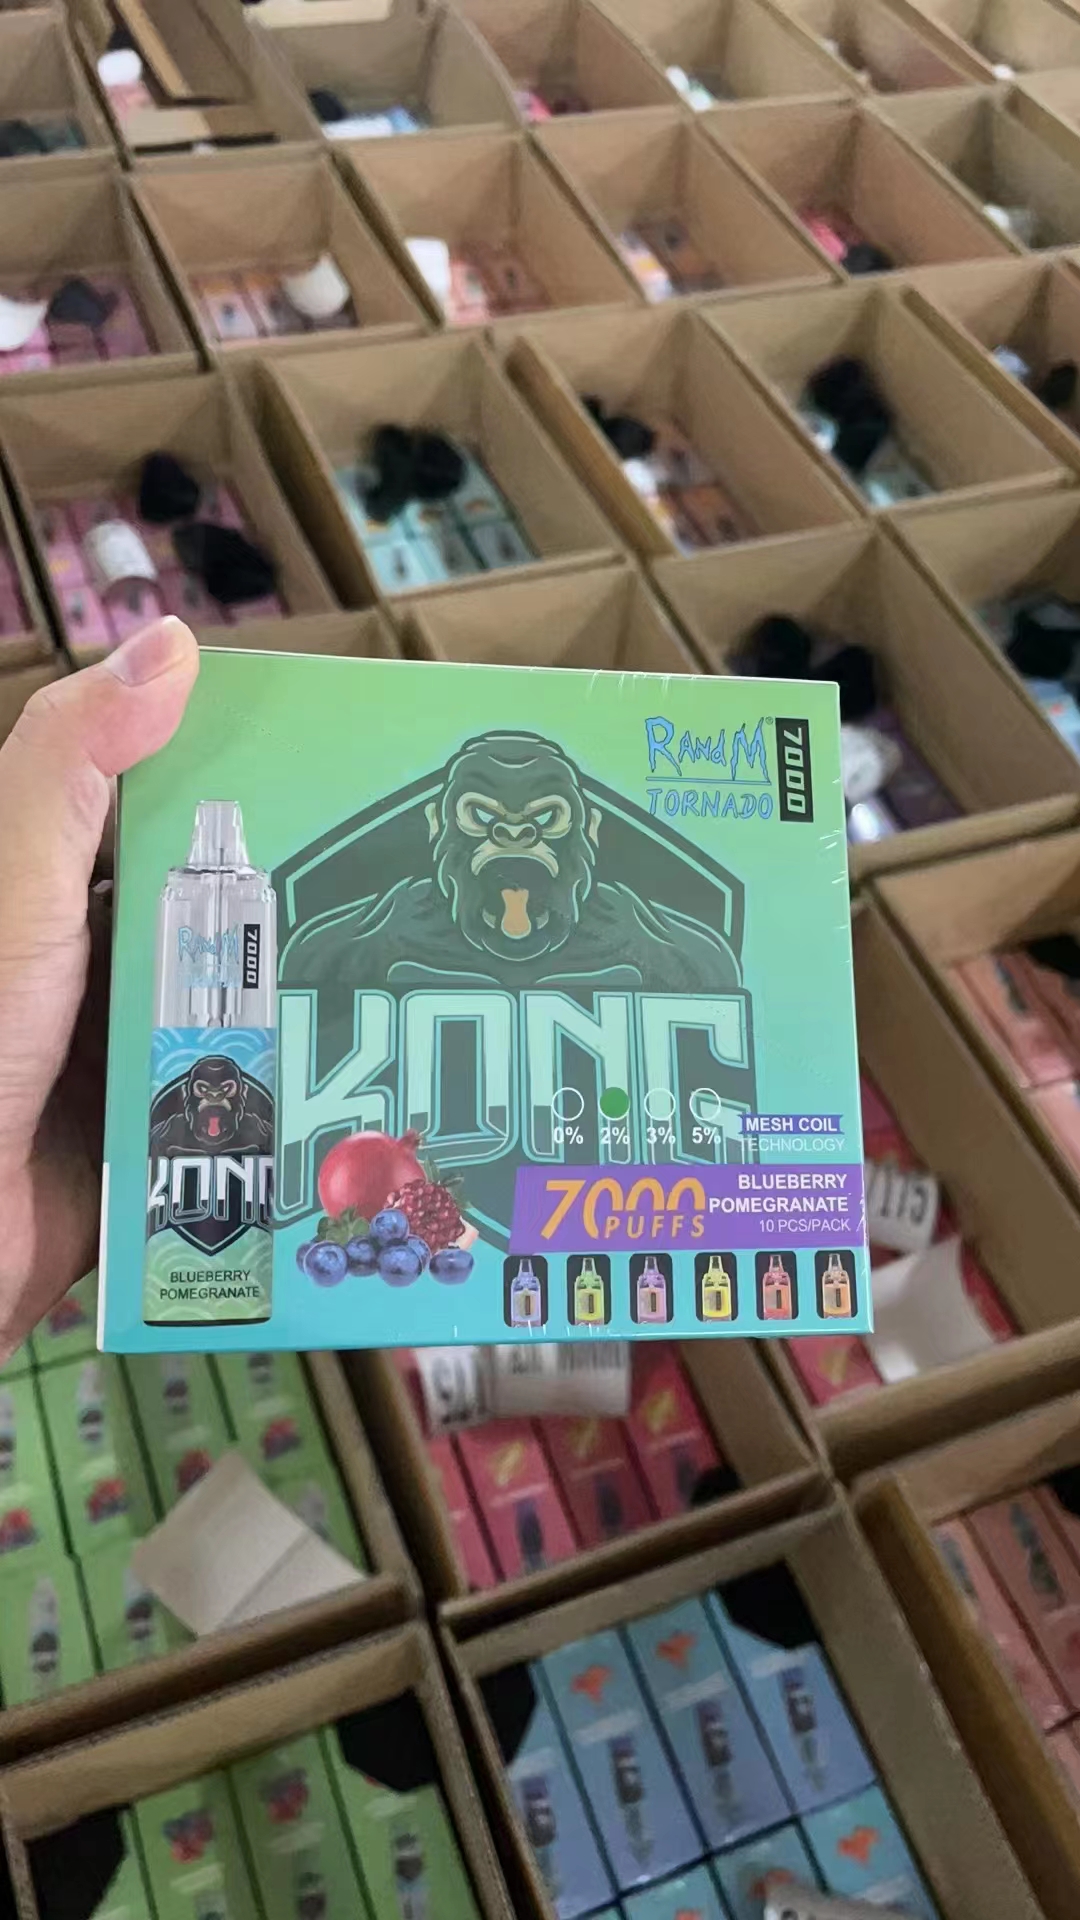 RandM
TORNADO
7000
RandM
7000
KONG
KONG
0% 2% 3% 5%
MESH COIL
TECHNOLOGY
7000
PUFFS
BLUEBERRY
POMEGRANATE
10 PCS/PACK
BLUEBERRY
POMEGRANATE